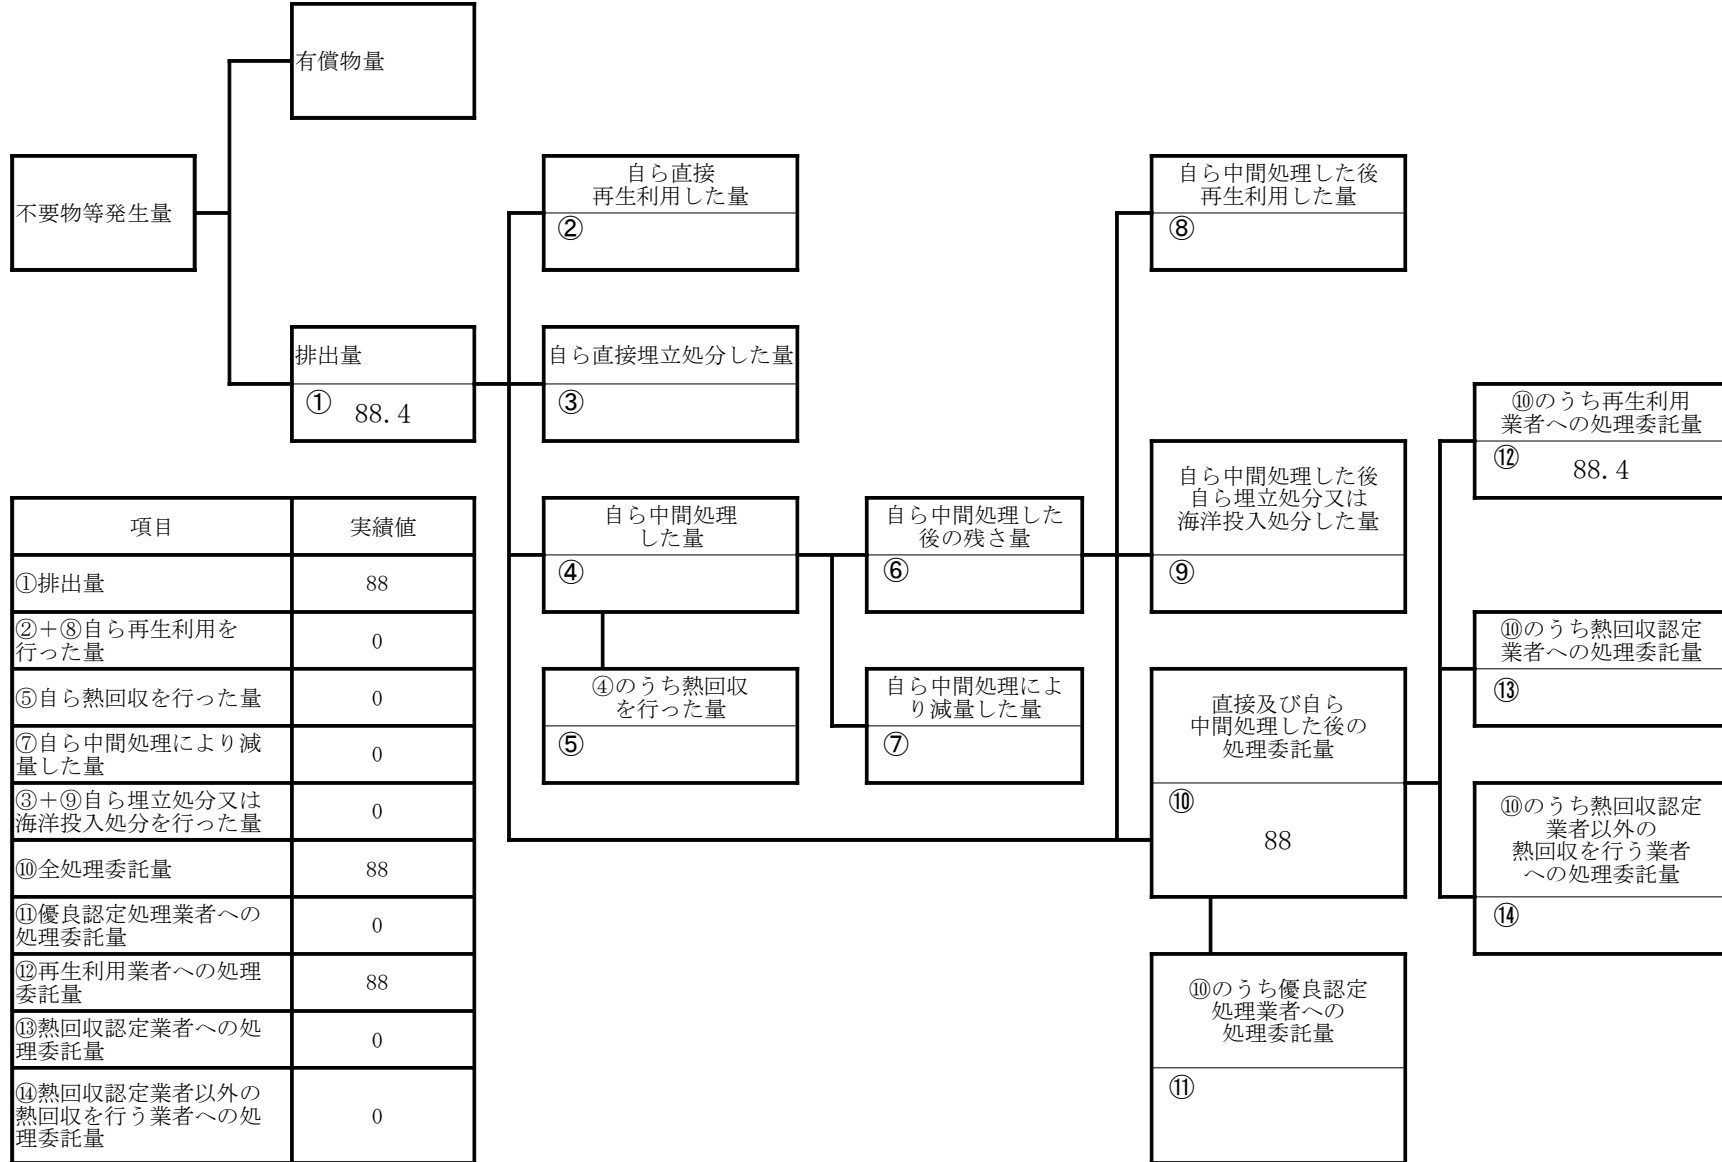 有償物量
不要物等発生量
自ら直接
再生利用した量
②
自ら中間処理した後
再生利用した量
⑧
排出量
① 88.4
自ら直接埋立処分した量
③
⑩のうち再生利用
業者への処理委託量
⑫ 88.4
自ら中間処理
した量
④
自ら中間処理した
後の残さ量
⑥
自ら中間処理した後
自ら埋立処分又は
海洋投入処分した量
⑨
⑩のうち熱回収認定
業者への処理委託量
⑬
④のうち熱回収
を行った量
⑤
自ら中間処理によ
り減量した量
⑦
直接及び自ら
中間処理した後の
処理委託量
⑩
88
⑩のうち熱回収認定
業者以外の
熱回収を行う業者
への処理委託量
⑭
⑩のうち優良認定
処理業者への
処理委託量
⑪
項目 実績値
①排出量 88
②＋⑧自ら再生利用を
行った量 0
⑤自ら熱回収を行った量 0
⑦自ら中間処理により減
量した量 0
③＋⑨自ら埋立処分又は
海洋投入処分を行った量 0
⑩全処理委託量 88
⑪優良認定処理業者への
処理委託量 0
⑫再生利用業者への処理
委託量 88
⑬熱回収認定業者への処
理委託量 0
⑭熱回収認定業者以外の
熱回収を行う業者への処
理委託量 0